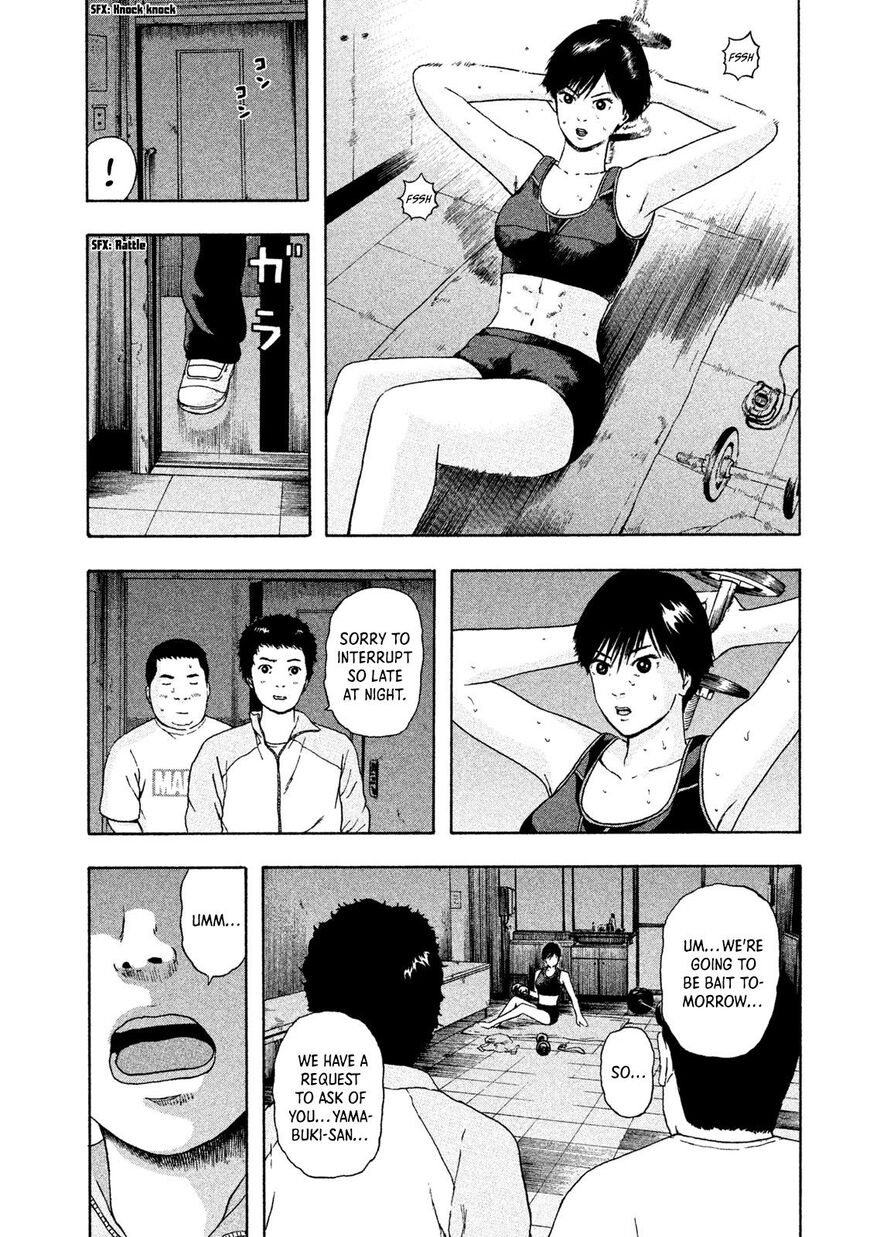 FSSH
FSSH
SFX: Knock knock
コン
コン
!
SFX: Rattle
ガラ
SORRY TO
INTERRUPT
SO LATE
AT NIGHT.
MA
UM...WE'RE
GOING TO
BE BAIT TO-
MORROW...
SO...
WE HAVE A
REQUEST
TO ASK OF
YOU...YAMA-
BUKI-SAN...
UMM...